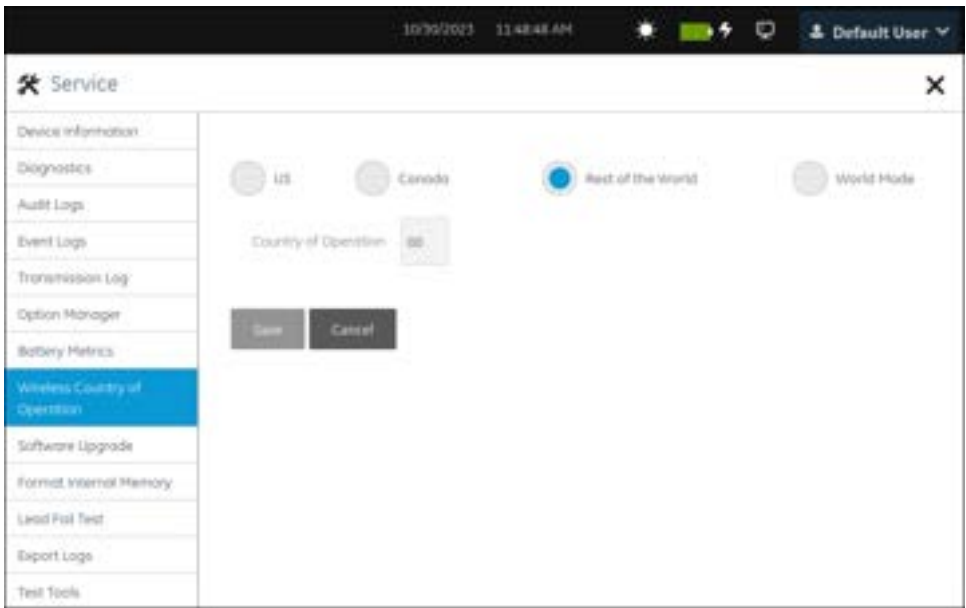 10/30/2023 11:48:48 AM Default User
Service
Device Information
Diagnostics
Audit Logs
Event Logs
Transmission Log
Option Manager
Battery Metrics
Wireless Country of
Operation
Software Upgrade
Format Internal Memory
Lead Foil Test
Export Logs
Test Tools
US Canada Rest of the World World Mode
Country of Operation
Save Cancel